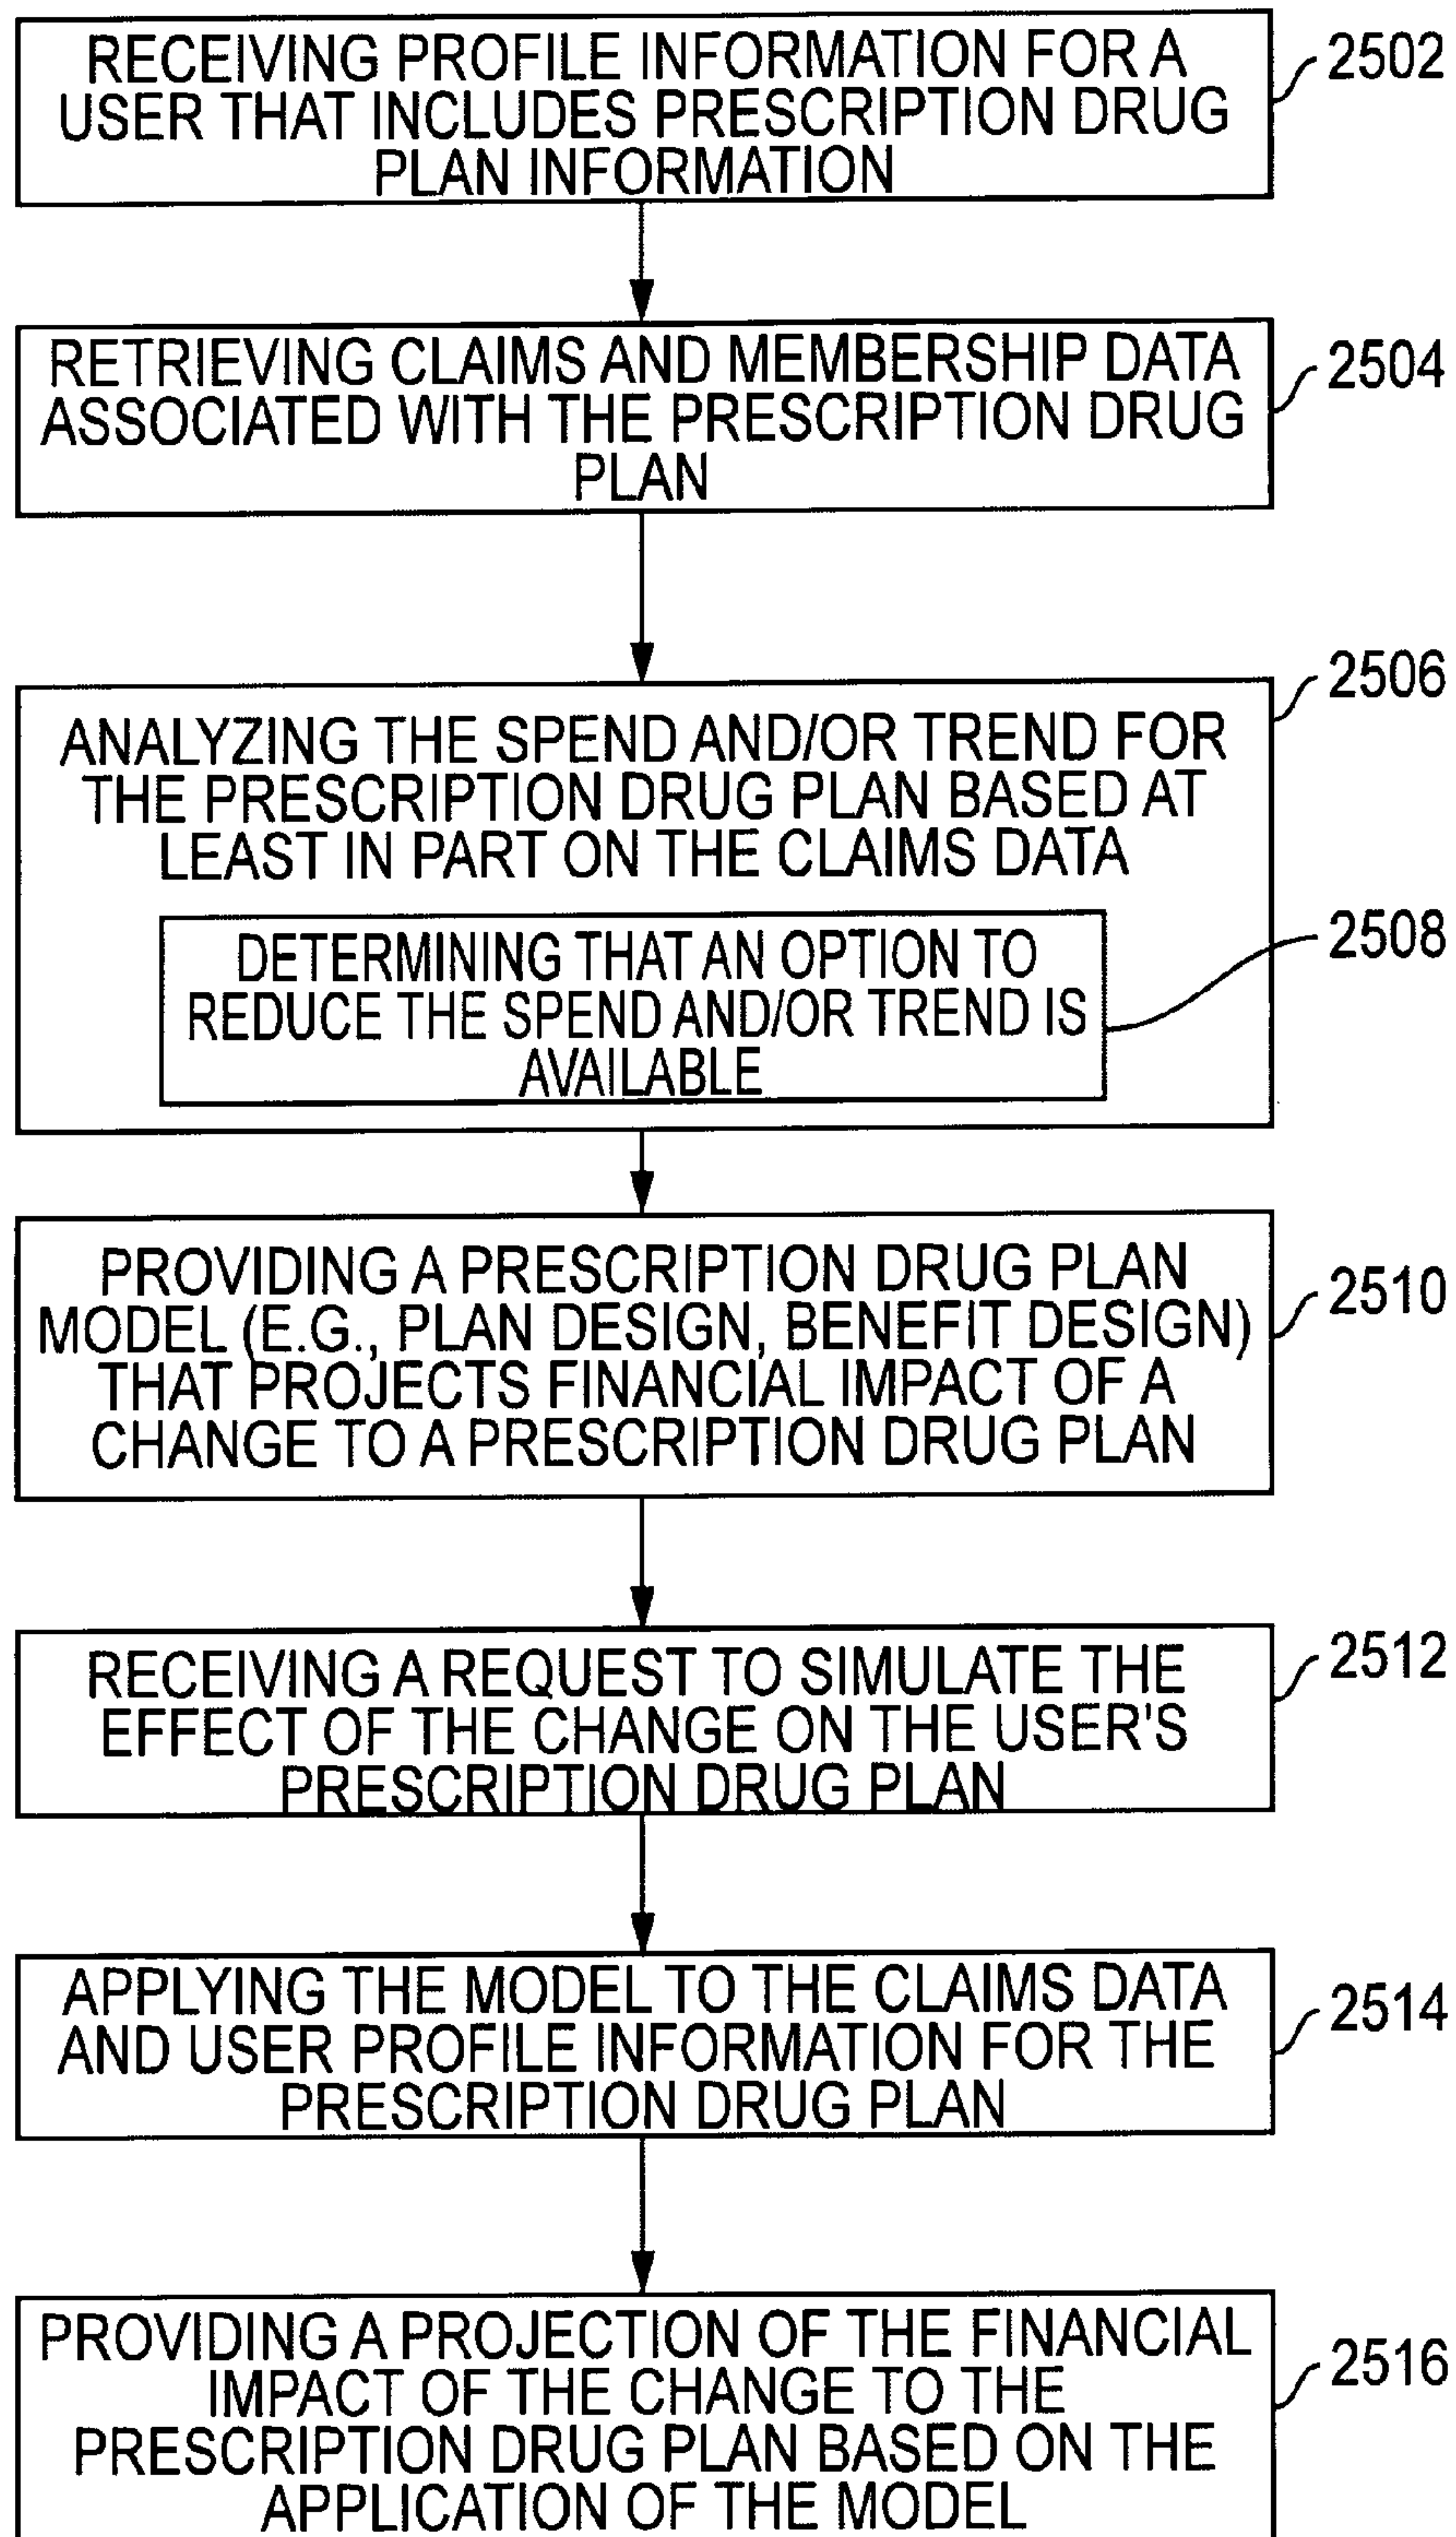 RECEIVING PROFILE INFORMATION FOR A
USER THAT INCLUDES PRESCRIPTION DRUG
PLAN INFORMATION
2502
RETRIEVING CLAIMS AND MEMBERSHIP DATA
ASSOCIATED WITH THE PRESCRIPTION DRUG
PLAN
2504
ANALYZING THE SPEND AND/OR TREND FOR
THE PRESCRIPTION DRUG PLAN BASED AT
LEAST IN PART ON THE CLAIMS DATA
2506
DETERMINING THAT AN OPTION TO
REDUCE THE SPEND AND/OR TREND IS
AVAILABLE
2508
PROVIDING A PRESCRIPTION DRUG PLAN
MODEL (E.G., PLAN DESIGN, BENEFIT DESIGN)
THAT PROJECTS FINANCIAL IMPACT OF A
CHANGE TO A PRESCRIPTION DRUG PLAN
2510
RECEIVING A REQUEST TO SIMULATE THE
EFFECT OF THE CHANGE ON THE USER'S
PRESCRIPTION DRUG PLAN
2512
APPLYING THE MODEL TO THE CLAIMS DATA
AND USER PROFILE INFORMATION FOR THE
PRESCRIPTION DRUG PLAN
2514
PROVIDING A PROJECTION OF THE FINANCIAL
IMPACT OF THE CHANGE TO THE
PRESCRIPTION DRUG PLAN BASED ON THE
APPLICATION OF THE MODEL
2516